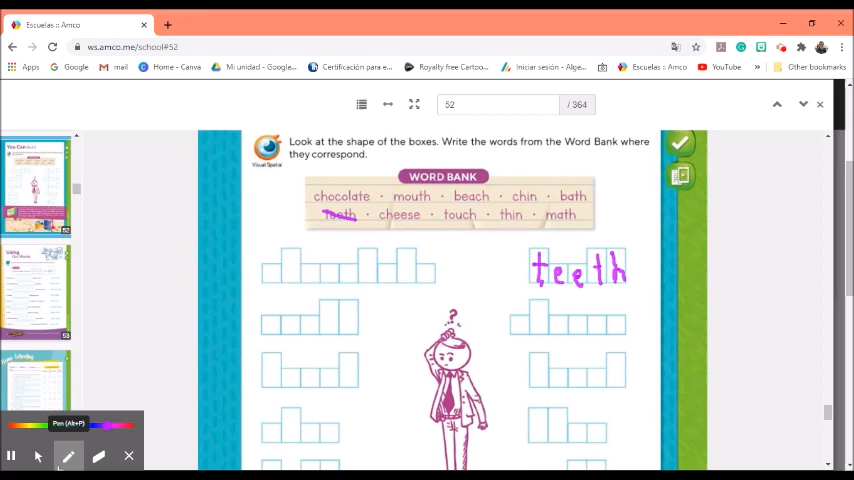 Escuelas :: Amco
ws.amco.me/school#52
Apps
Google
mail
Home - Canva
Mi unidad - Google...
Certificación para e...
Royalty free Cartoo...
Iniciar sesión - Alge...
Escuelas :: Amco
YouTube
»
Other bookmarks
52
/ 364
Look at the shape of the boxes. Write the words from the Word Bank where
they correspond.
Visual Spatial
WORD BANK
chocolate · mouth · beach · chin · bath
teeth · cheese · touch · thin · math
teeth
?
52
53
Pen (Alt+P)